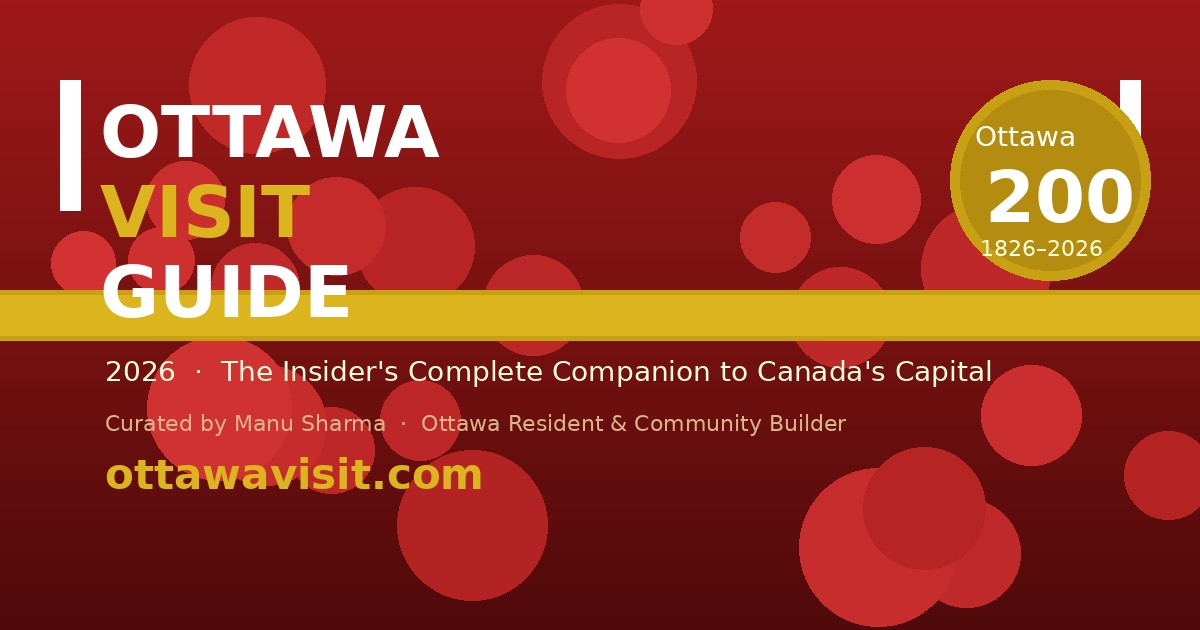 OTTAWA
VISIT
GUIDE
2026 · The Insider's Complete Companion to Canada's Capital
Curated by Manu Sharma · Ottawa Resident & Community Builder
ottawavisit.com
Ottawa
200
1826–2026